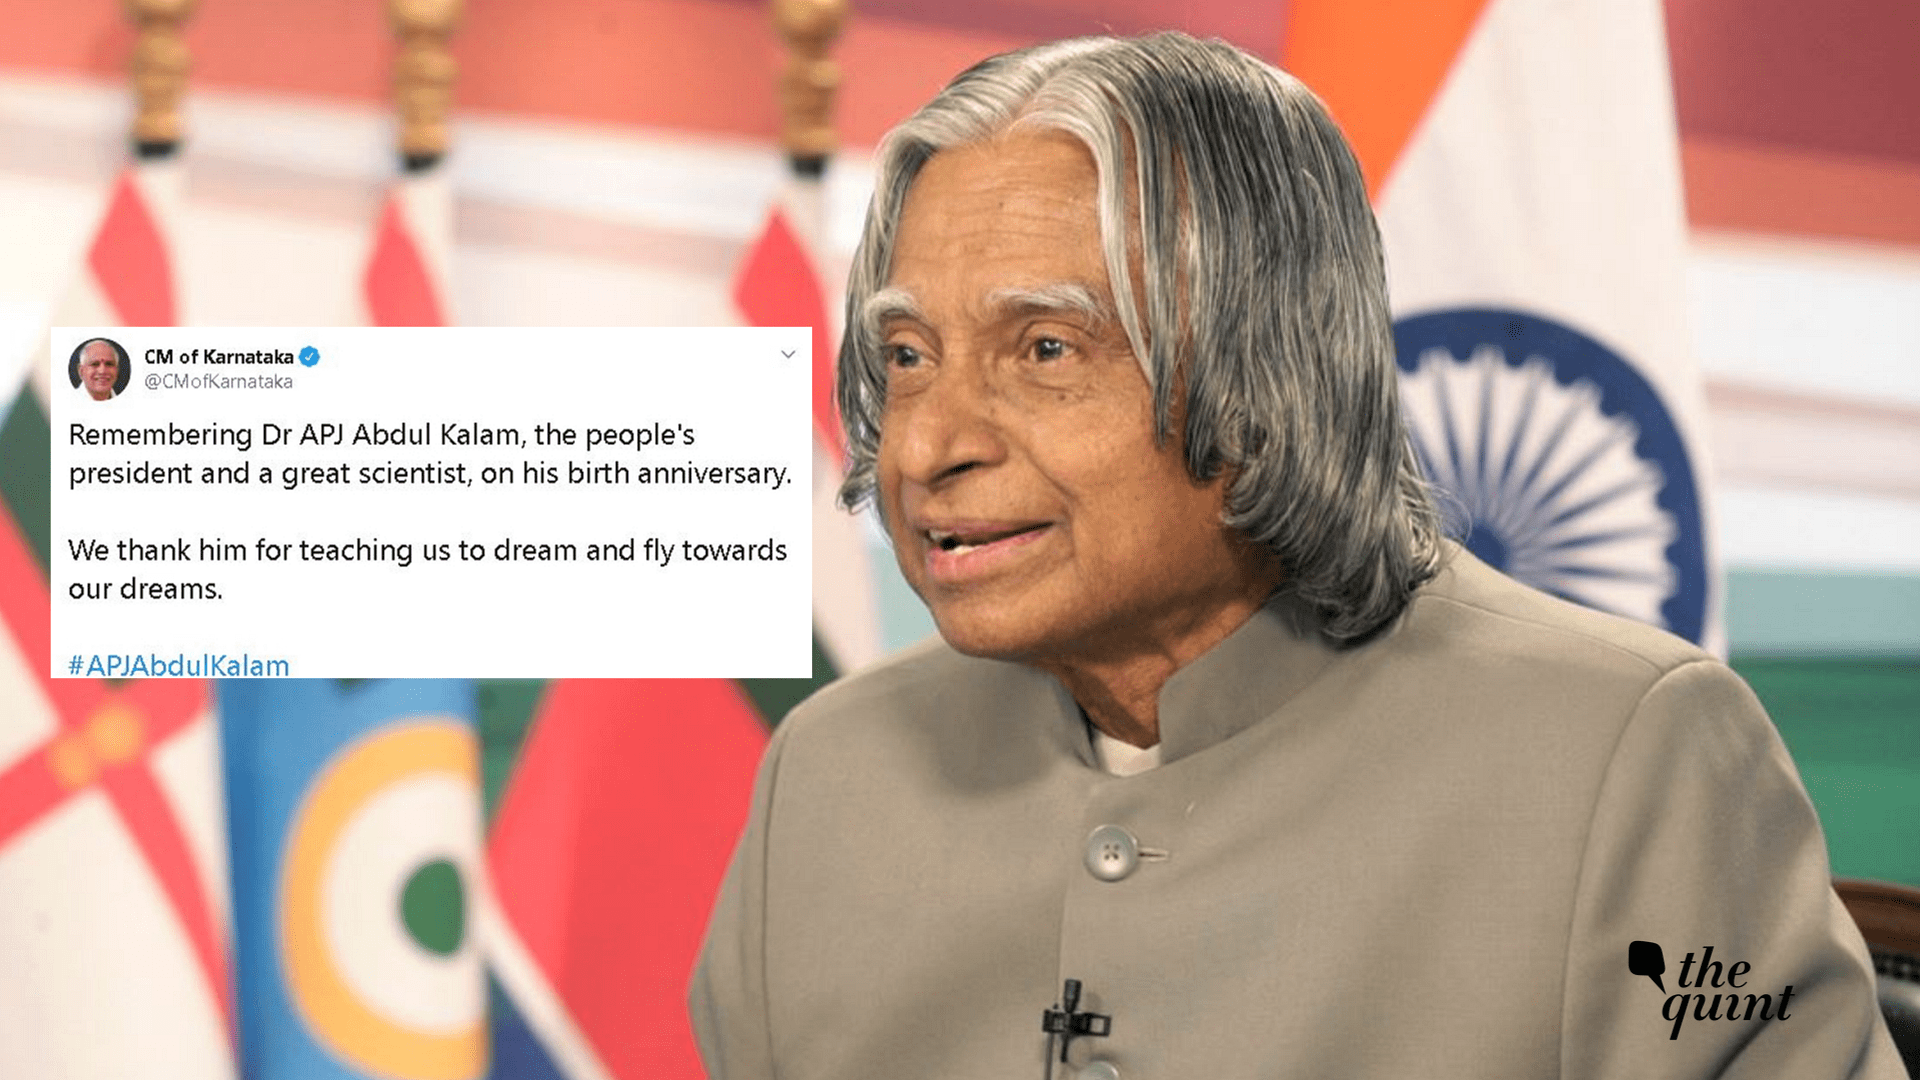 CM of Karnataka
@CMofKarnataka
Remembering Dr APJ Abdul Kalam, the people's
president and a great scientist, on his birth anniversary.
We thank him for teaching us to dream and fly towards
our dreams.
#APJAbdulKalam
the
quint